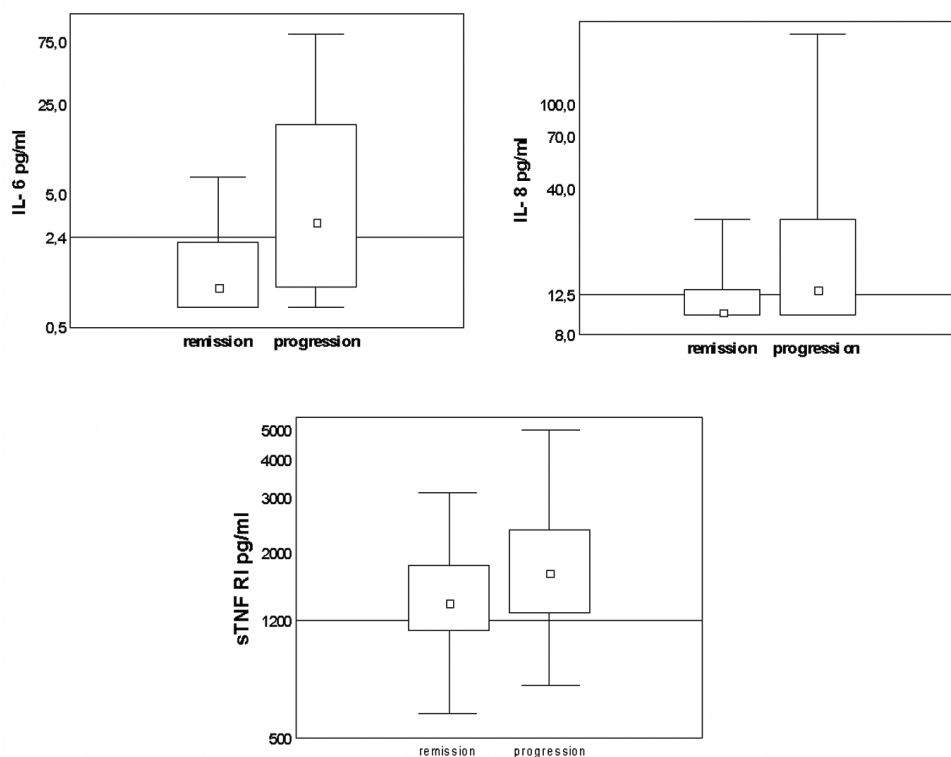 IL- 6 pg/ml
75,0
25,0
5,0
2,4
0,5
remission progression
IL- 8 pg/ml
100,0
70,0
40,0
12,5
8,0
remission progression
sTNF RI pg/ml
5000
4000
3000
2000
1200
500
remission progression